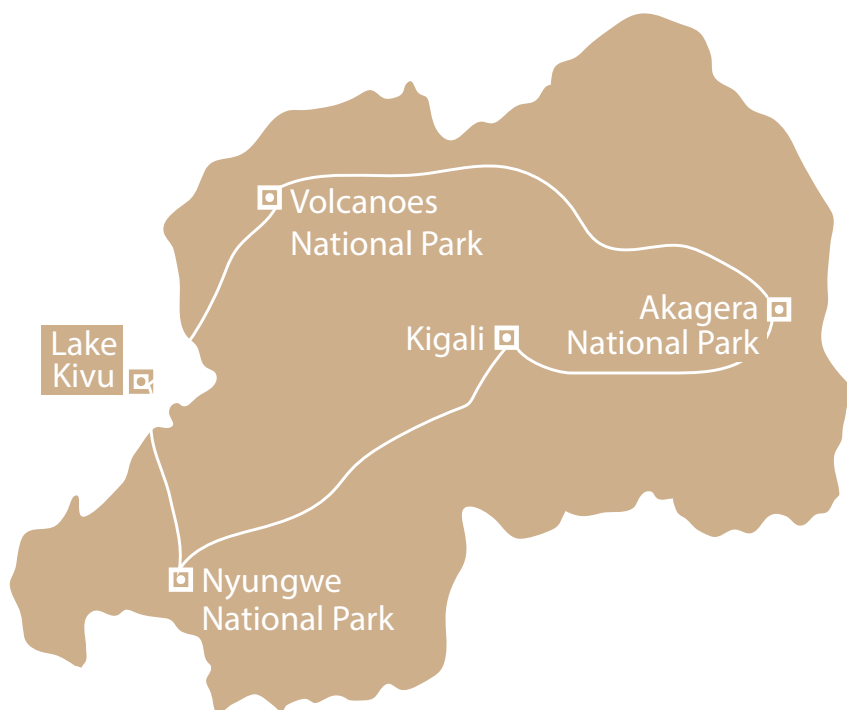 Volcanoes
National Park
Lake
Kivu
Kigali
Akagera
National Park
Nyungwe
National Park